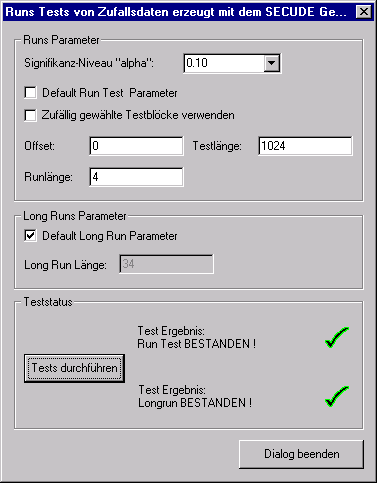 Runs Tests von Zufallsdaten erzeugt mit dem SECUDE Ge...
Runs Parameter
Signifikanz-Niveau "alpha": 0.10
Default Run Test Parameter
Zufällig gewählte Testblöcke verwenden
Offset: 0 Testlänge: 1024
Runlänge: 4
Long Runs Parameter
Default Long Run Parameter
Long Run Länge: 34
Teststatus
Test Ergebnis:
Run Test BESTANDEN !
Tests durchführen
Test Ergebnis:
Longrun BESTANDEN !
Dialog beenden